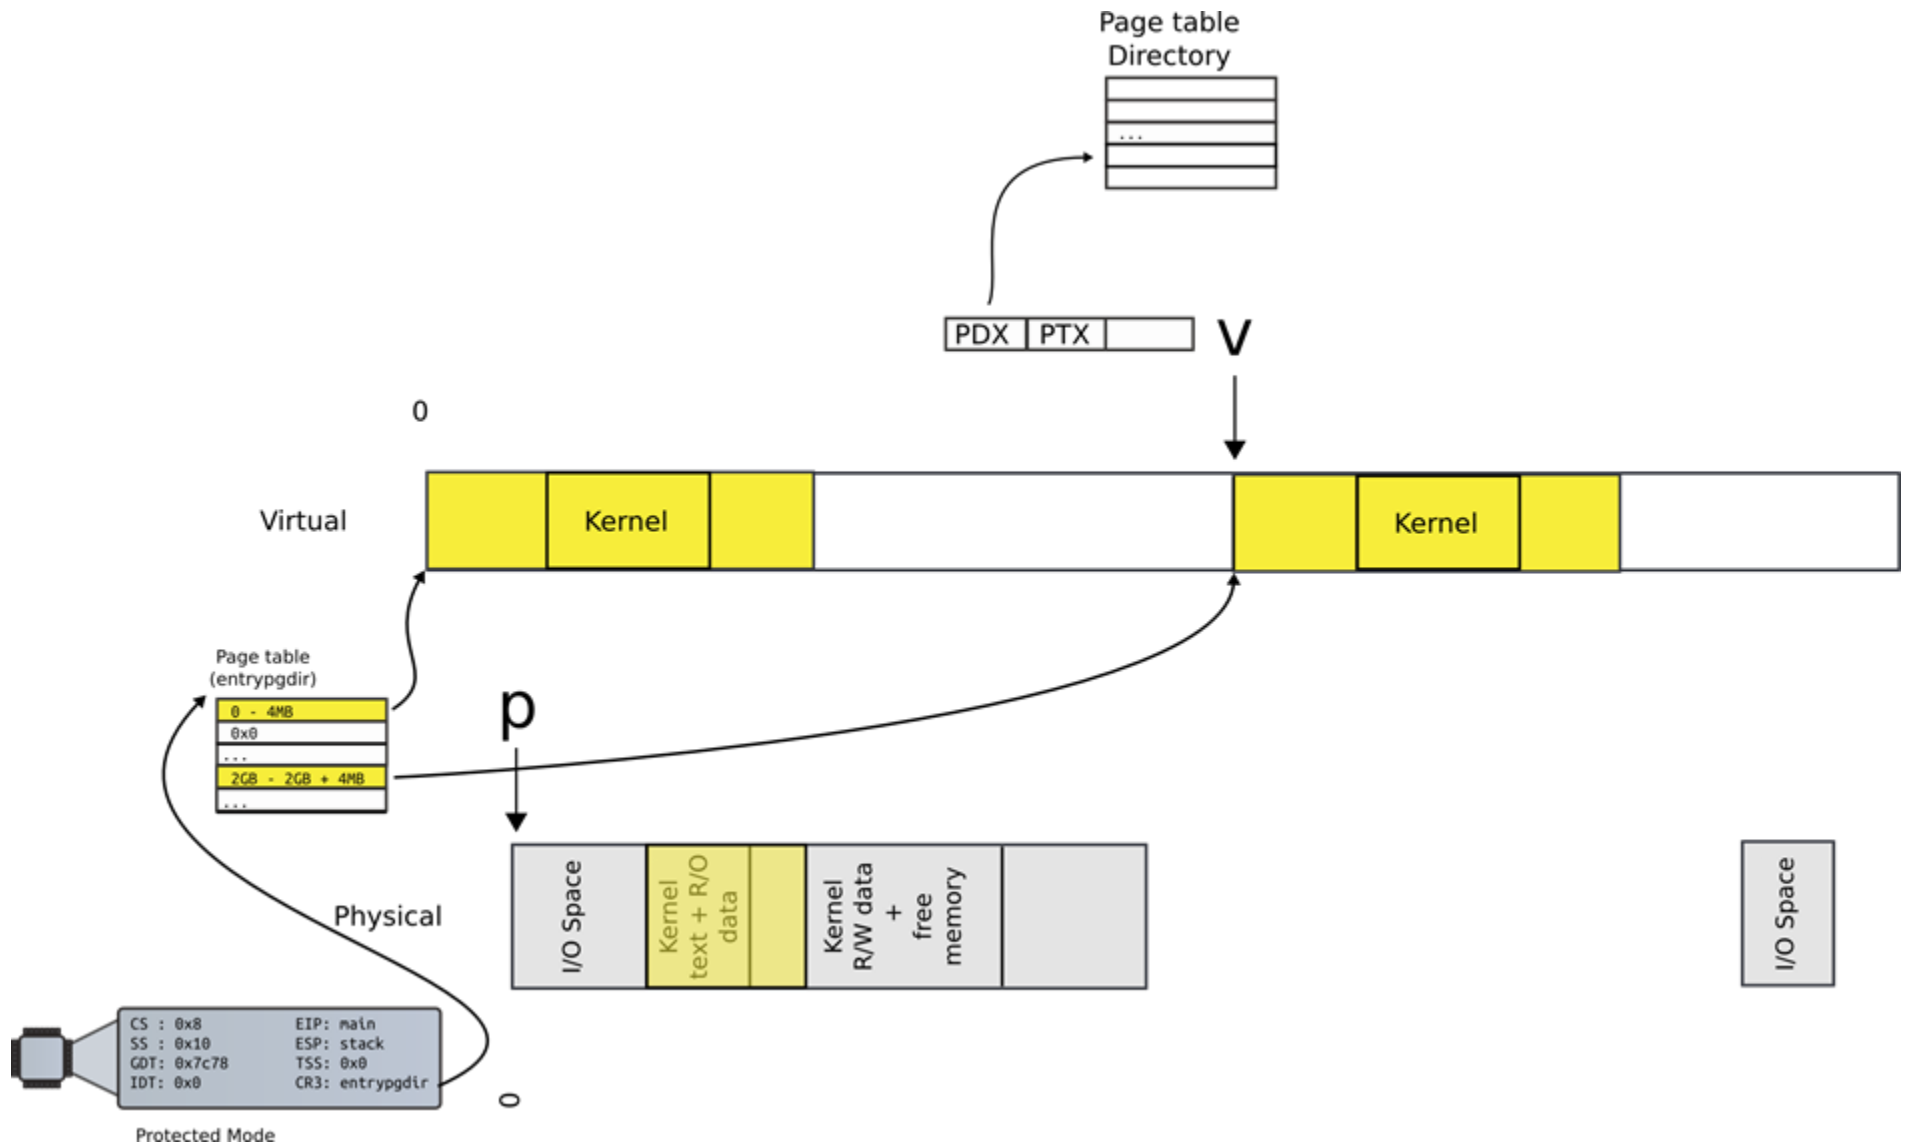 Page table
Directory
...
PDX PTX
v
0
Virtual
Kernel
Kernel
Page table
(entrypgdir)
0 - 4MB
0x0
...
2GB - 2GB + 4MB
...
p
Physical
I/O Space
Kernel
text + R/O
data
Kernel
R/W data
+
free
memory
I/O Space
CS : 0x8 EIP: main
SS : 0x10 ESP: stack
GDT: 0x7c78 TSS: 0x0
IDT: 0x0 CR3: entrypgdir
0
Protected Mode